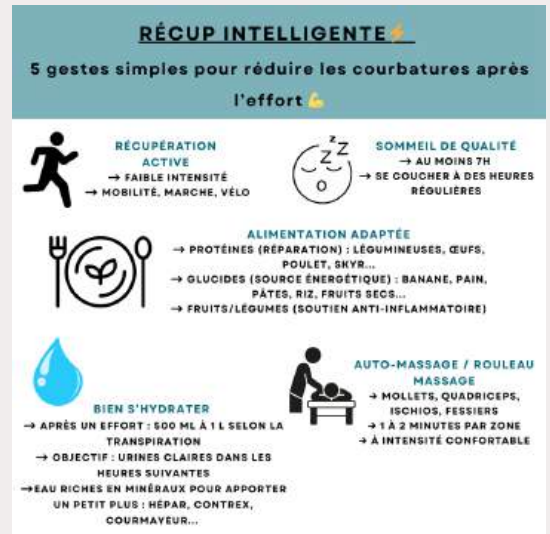 RÉCUP INTELLIGENTE⚡
5 gestes simples pour réduire les courbatures après
l'effort 💪
RÉCUPÉRATION
ACTIVE
→ FAIBLE INTENSITÉ
→ MOBILITÉ, MARCHE, VÉLO
zzZ
SOMMEIL DE QUALITÉ
→ AU MOINS 7H
→ SE COUCHER À DES HEURES
RÉGULIÈRES
ALIMENTATION ADAPTÉE
→ PROTÉINES (RÉPARATION) : LÉGUMINEUSES, ŒUFS,
POULET, SKYR...
→ GLUCIDES (SOURCE ÉNERGÉTIQUE) : BANANE, PAIN,
PÂTES, RIZ, FRUITS SECS...
→ FRUITS/LÉGUMES (SOUTIEN ANTI-INFLAMMATOIRE)
BIEN S'HYDRATER
→ APRÈS UN EFFORT : 500 ML À 1 L SELON LA
TRANSPIRATION
→ OBJECTIF : URINES CLAIRES DANS LES
HEURES SUIVANTES
→EAU RICHES EN MINÉRAUX POUR APPORTER
UN PETIT PLUS : HÉPAR, CONTREX,
COURMAYEUR...
AUTO-MASSAGE / ROULEAU
MASSAGE
→ MOLLETS, QUADRICEPS,
ISCHIOS, FESSIERS
→ 1 À 2 MINUTES PAR ZONE
→ À INTENSITÉ CONFORTABLE